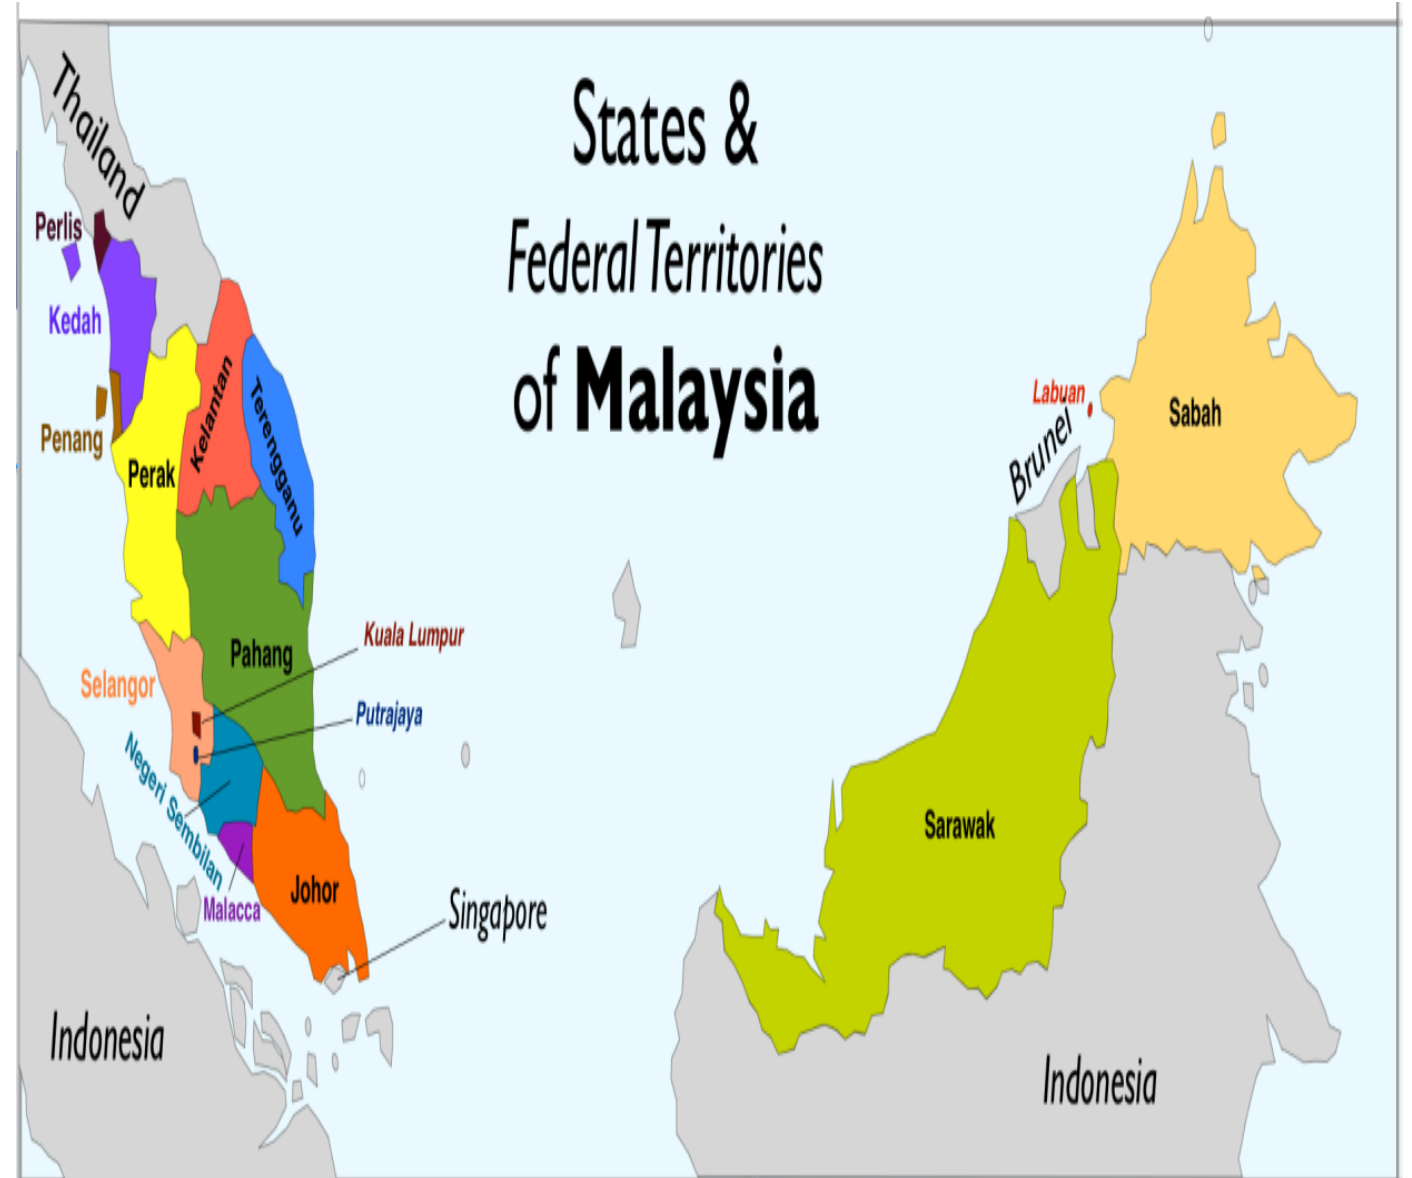 States &
Federal Territories
of Malaysia
Thailand
Perlis
Kedah
Penang
Perak
Kelantan
Terengganu
Pahang
Kuala Lumpur
Selangor
Putrajaya
Negeri Sembilan
Malacca
Johor
Singapore
Indonesia
Labuan
Brunei
Sabah
Sarawak
Indonesia